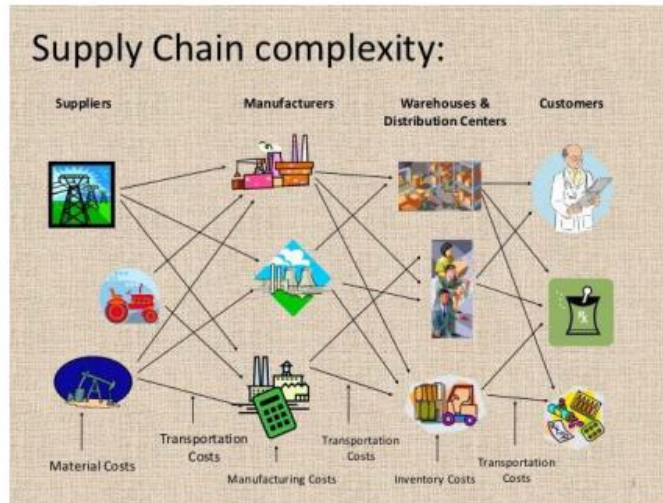 Supply Chain complexity:
Suppliers
Manufacturers
Warehouses &
Distribution Centers
Customers
Rx
Material Costs
Transportation
Costs
Manufacturing Costs
Transportation
Costs
Inventory Costs
Transportation
Costs